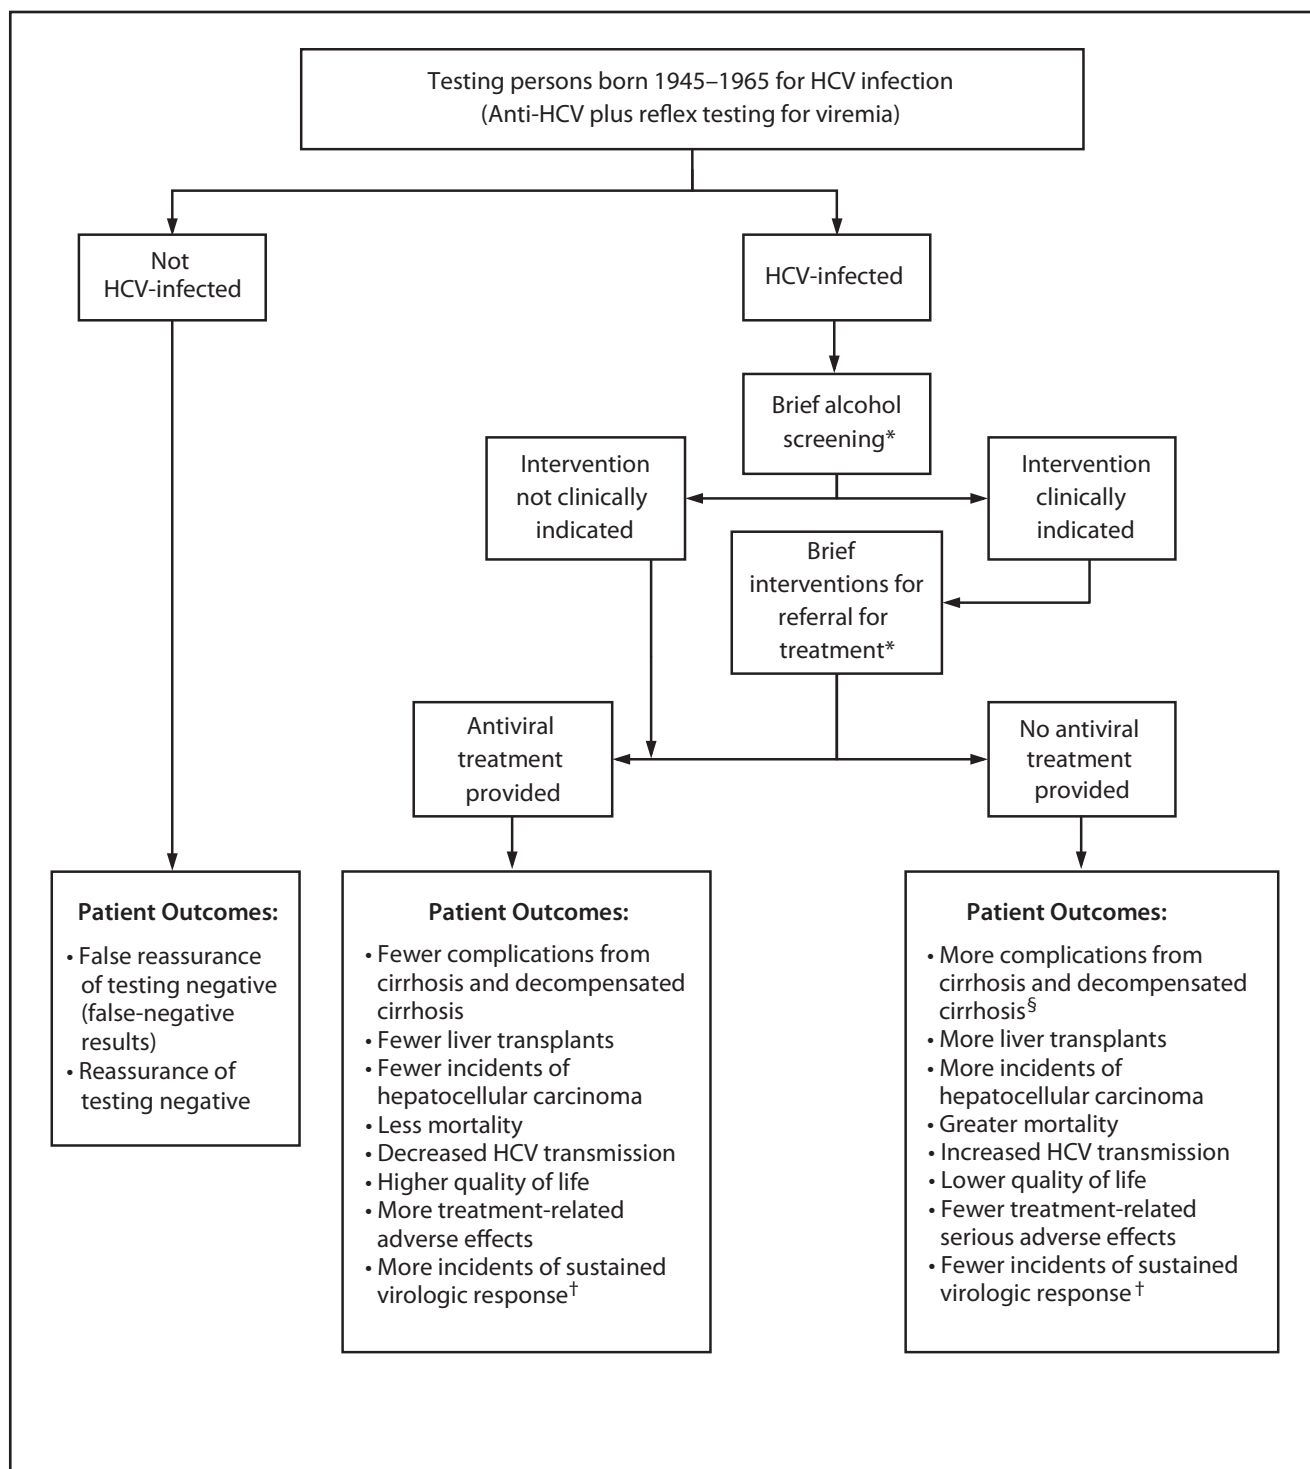 Testing persons born 1945–1965 for HCV infection
(Anti-HCV plus reflex testing for viremia)
Not
HCV-infected
HCV-infected
Brief alcohol
screening*
Intervention
not clinically
indicated
Intervention
clinically
indicated
Brief
interventions for
referral for
treatment*
Antiviral
treatment
provided
No antiviral
treatment
provided
Patient Outcomes:
• False reassurance
of testing negative
(false-negative
results)
• Reassurance of
testing negative
Patient Outcomes:
• Fewer complications from
cirrhosis and decompensated
cirrhosis
• Fewer liver transplants
• Fewer incidents of
hepatocellular carcinoma
• Less mortality
• Decreased HCV transmission
• Higher quality of life
• More treatment-related
adverse effects
• More incidents of sustained
virologic response†
Patient Outcomes:
• More complications from
cirrhosis and decompensated
cirrhosis§
• More liver transplants
• More incidents of
hepatocellular carcinoma
• Greater mortality
• Increased HCV transmission
• Lower quality of life
• Fewer treatment-related
serious adverse effects
• Fewer incidents of sustained
virologic response†